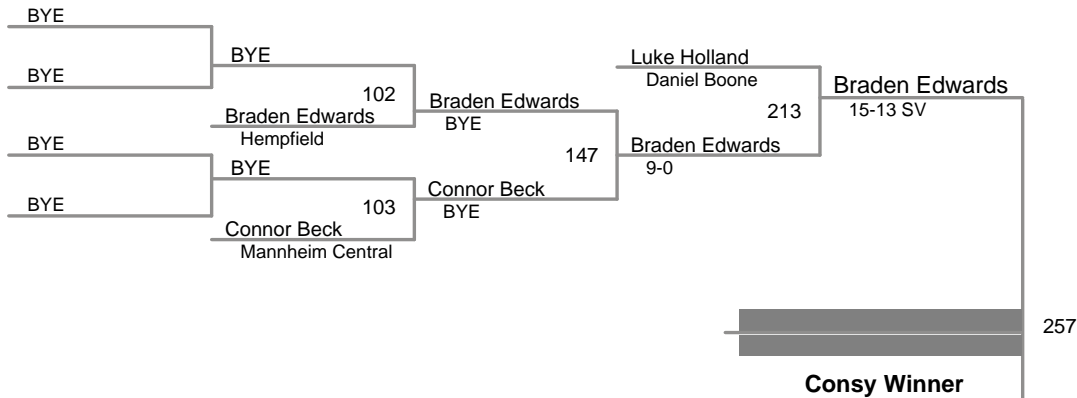 BYE
BYE
BYE
102
Braden Edwards
Hempfield
BYE
BYE
BYE
103
Connor Beck
Mannheim Central
Braden Edwards
BYE
147
Connor Beck
BYE
Luke Holland
Daniel Boone
213
Braden Edwards
9-0
Braden Edwards
15-13 SV
257
Consy Winner